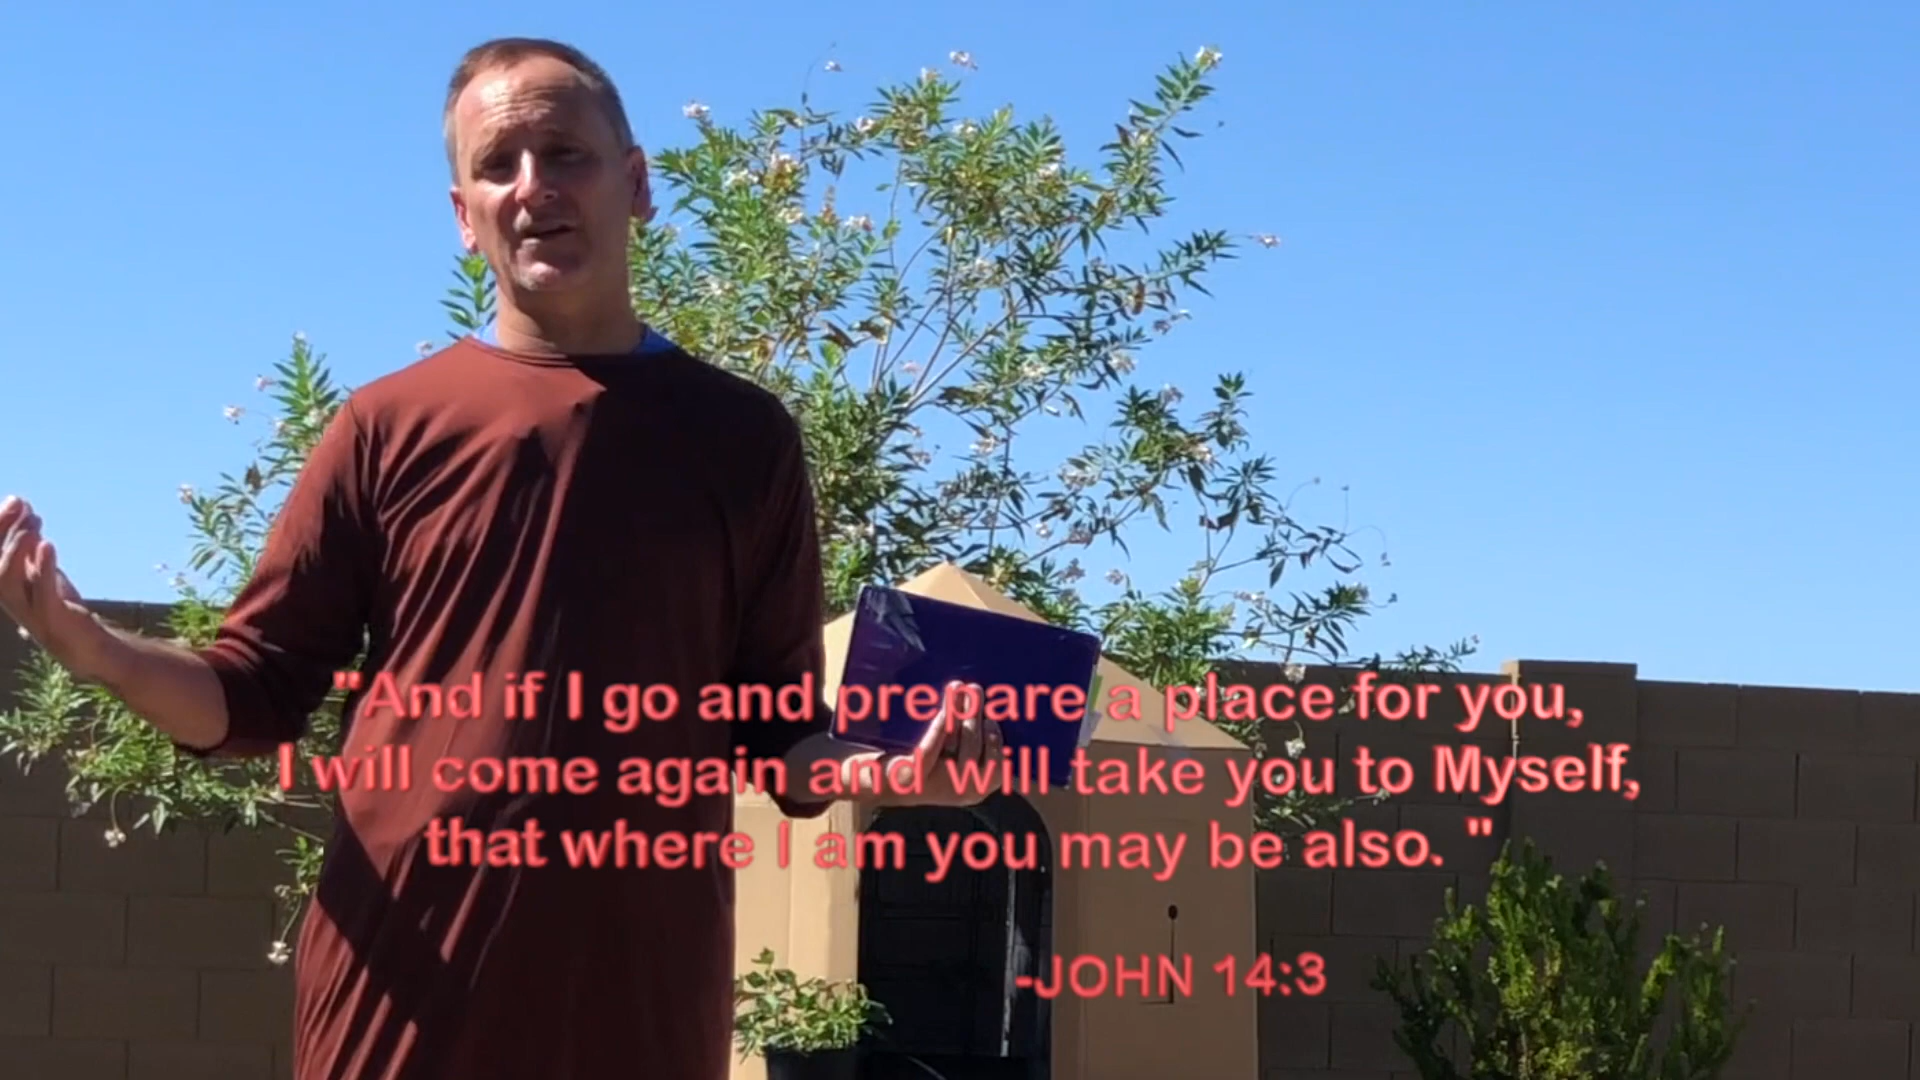 "And if I go and prepare a place for you,
I will come again and will take you to Myself,
that where I am you may be also. "
-JOHN 14:3